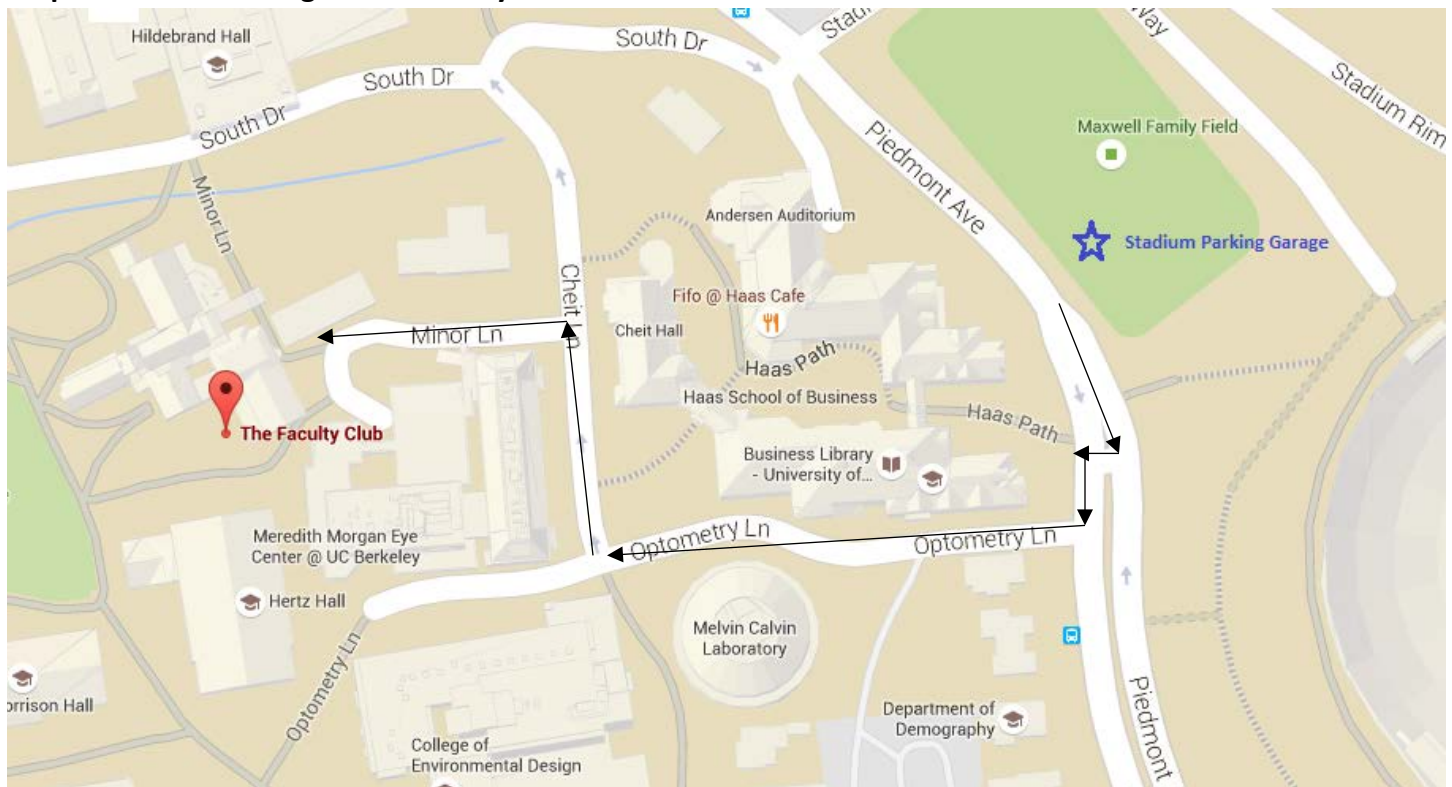 Hildebrand Hall
South Dr
South Dr
South Dr
Minor Ln
Piedmont Ave
Way
Stadium Rim
Maxwell Family Field
Stadium Parking Garage
Andersen Auditorium
Fifo @ Haas Cafe
Cheit Ln
Cheit Hall
Minor Ln
Haas Path
Haas School of Business
Haas Path
The Faculty Club
Business Library
- University of...
Optometry Ln
Optometry Ln
Meredith Morgan Eye
Center @ UC Berkeley
Hertz Hall
Melvin Calvin
Laboratory
Optometry Ln
orrison Hall
Department of
Demography
Piedmont
College of
Environmental Design